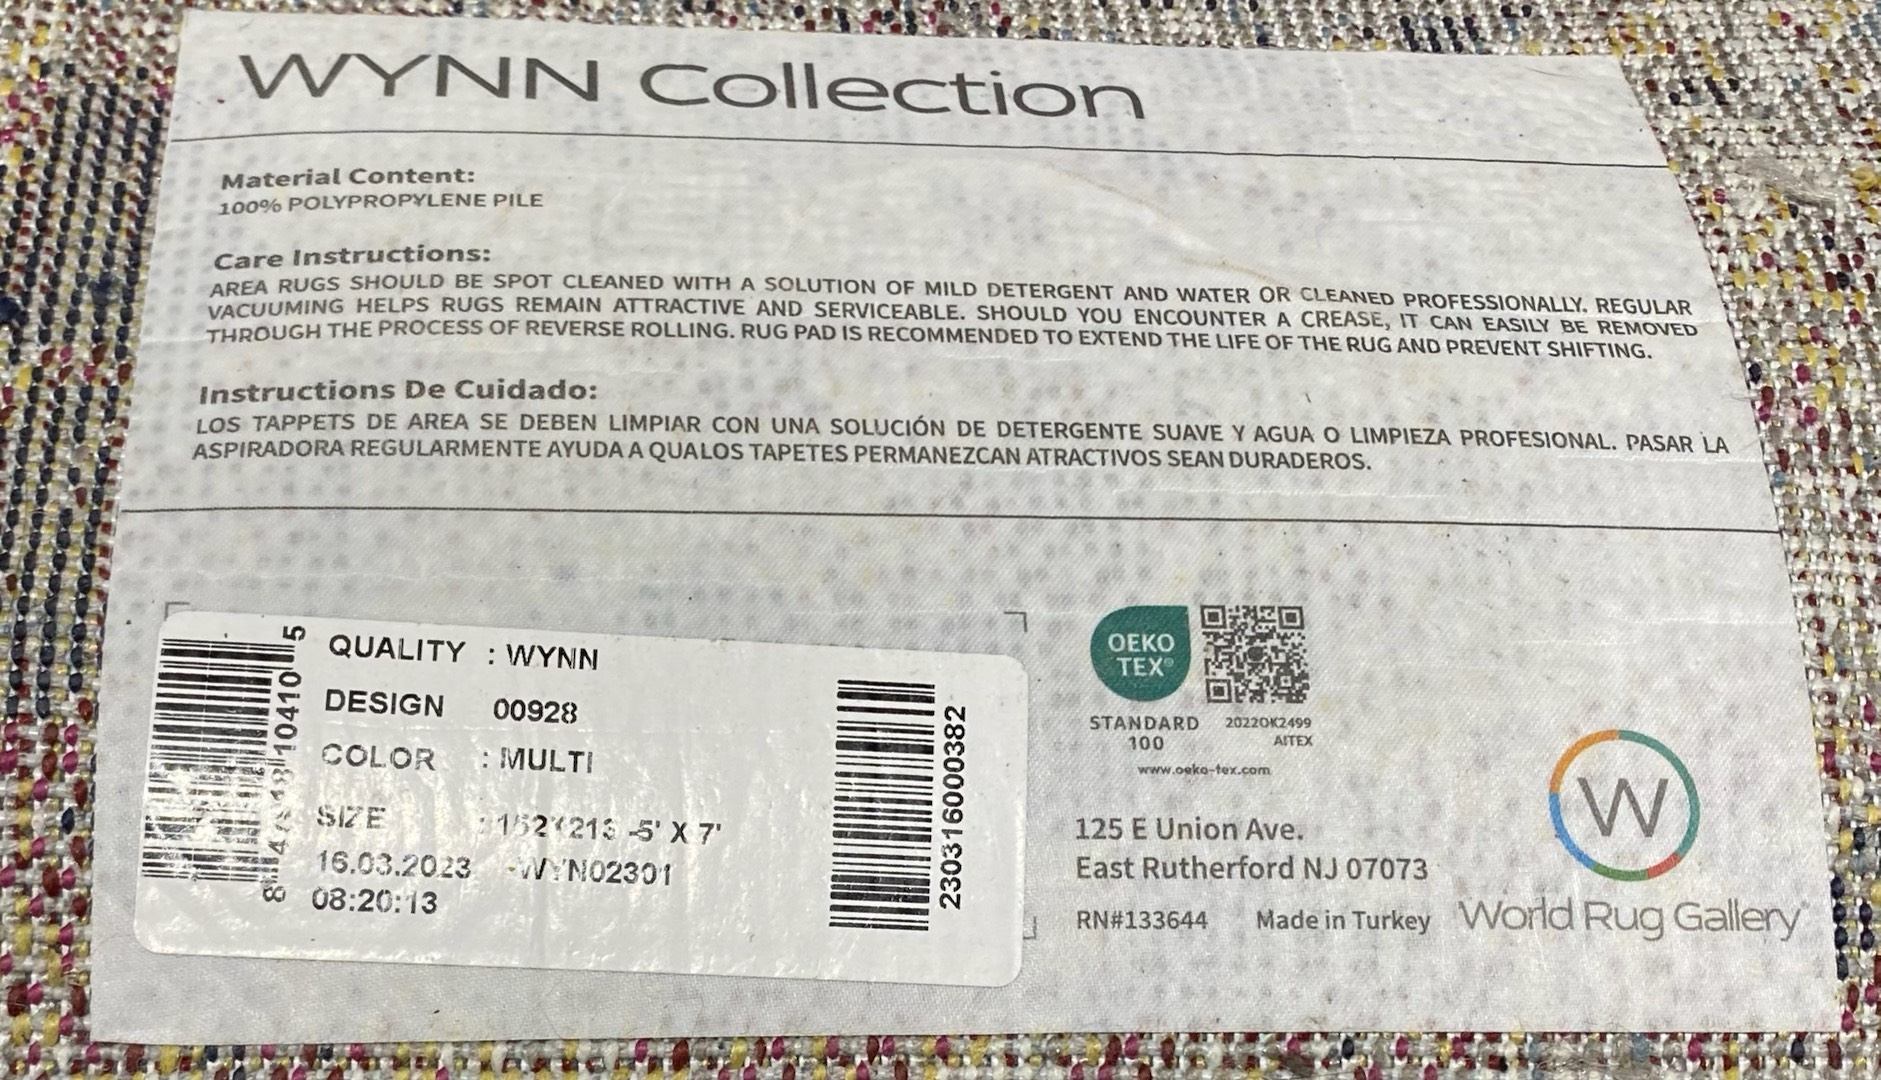 WYNN Collection
Material Content:
100% POLYPROPYLENE PILE
Care Instructions:
AREA RUGS SHOULD BE SPOT CLEANED WITH A SOLUTION OF MILD DETERGENT AND WATER OR CLEANED PROFESSIONALLY. REGULAR
VACUUMING HELPS RUGS REMAIN ATTRACTIVE AND SERVICEABLE. SHOULD YOU ENCOUNTER A CREASE, IT CAN EASILY BE REMOVED
THROUGH THE PROCESS OF REVERSE ROLLING. RUG PAD IS RECOMMENDED TO EXTEND THE LIFE OF THE RUG AND PREVENT SHIFTING.
Instructions De Cuidado:
LOS TAPPETS DE AREA SE DEBEN LIMPIAR CON UNA SOLUCIÓN DE DETERGENTE SUAVE Y AGUA O LIMPIEZA PROFESIONAL. PASAR LA
ASPIRADORA REGULARMENTE AYUDA A QUALOS TAPETES PERMANEZCAN ATRACTIVOS SEAN DURADEROS.
QUALITY : WYNN
DESIGN 00928
COLOR : MULTI
SIZE : 152X213 -5' X 7'
16.03.2023 -WYN02301
08:20:13
230316000382
OEKO
TEX®
STANDARD
100
2022OK2499
AITEX
www.oeko-tex.com
125 E Union Ave.
East Rutherford NJ 07073
RN#133644 Made in Turkey
W
World Rug Gallery